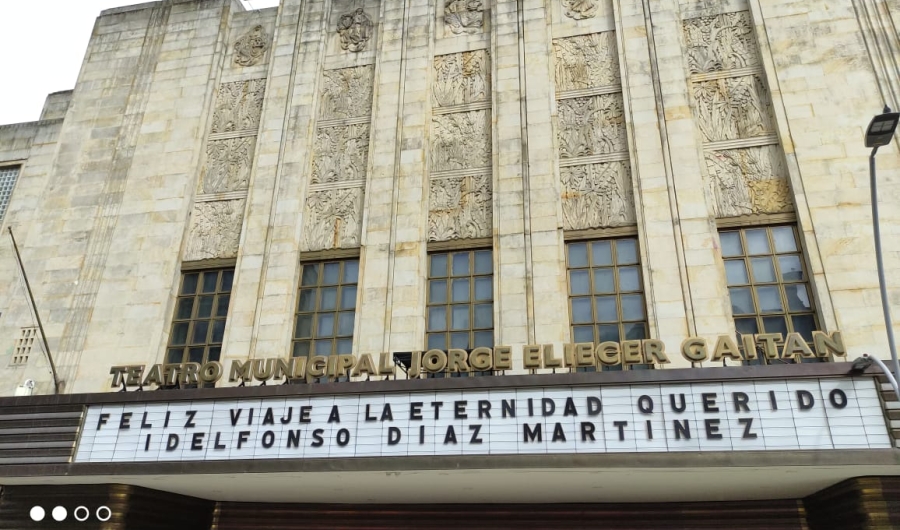 TEATRO MUNICIPAL JORGE ELIECER GAITAN
FELIZ VIAJE A LA ETERNIDAD QUERIDO
IDELFONSO DIAZ MARTINEZ